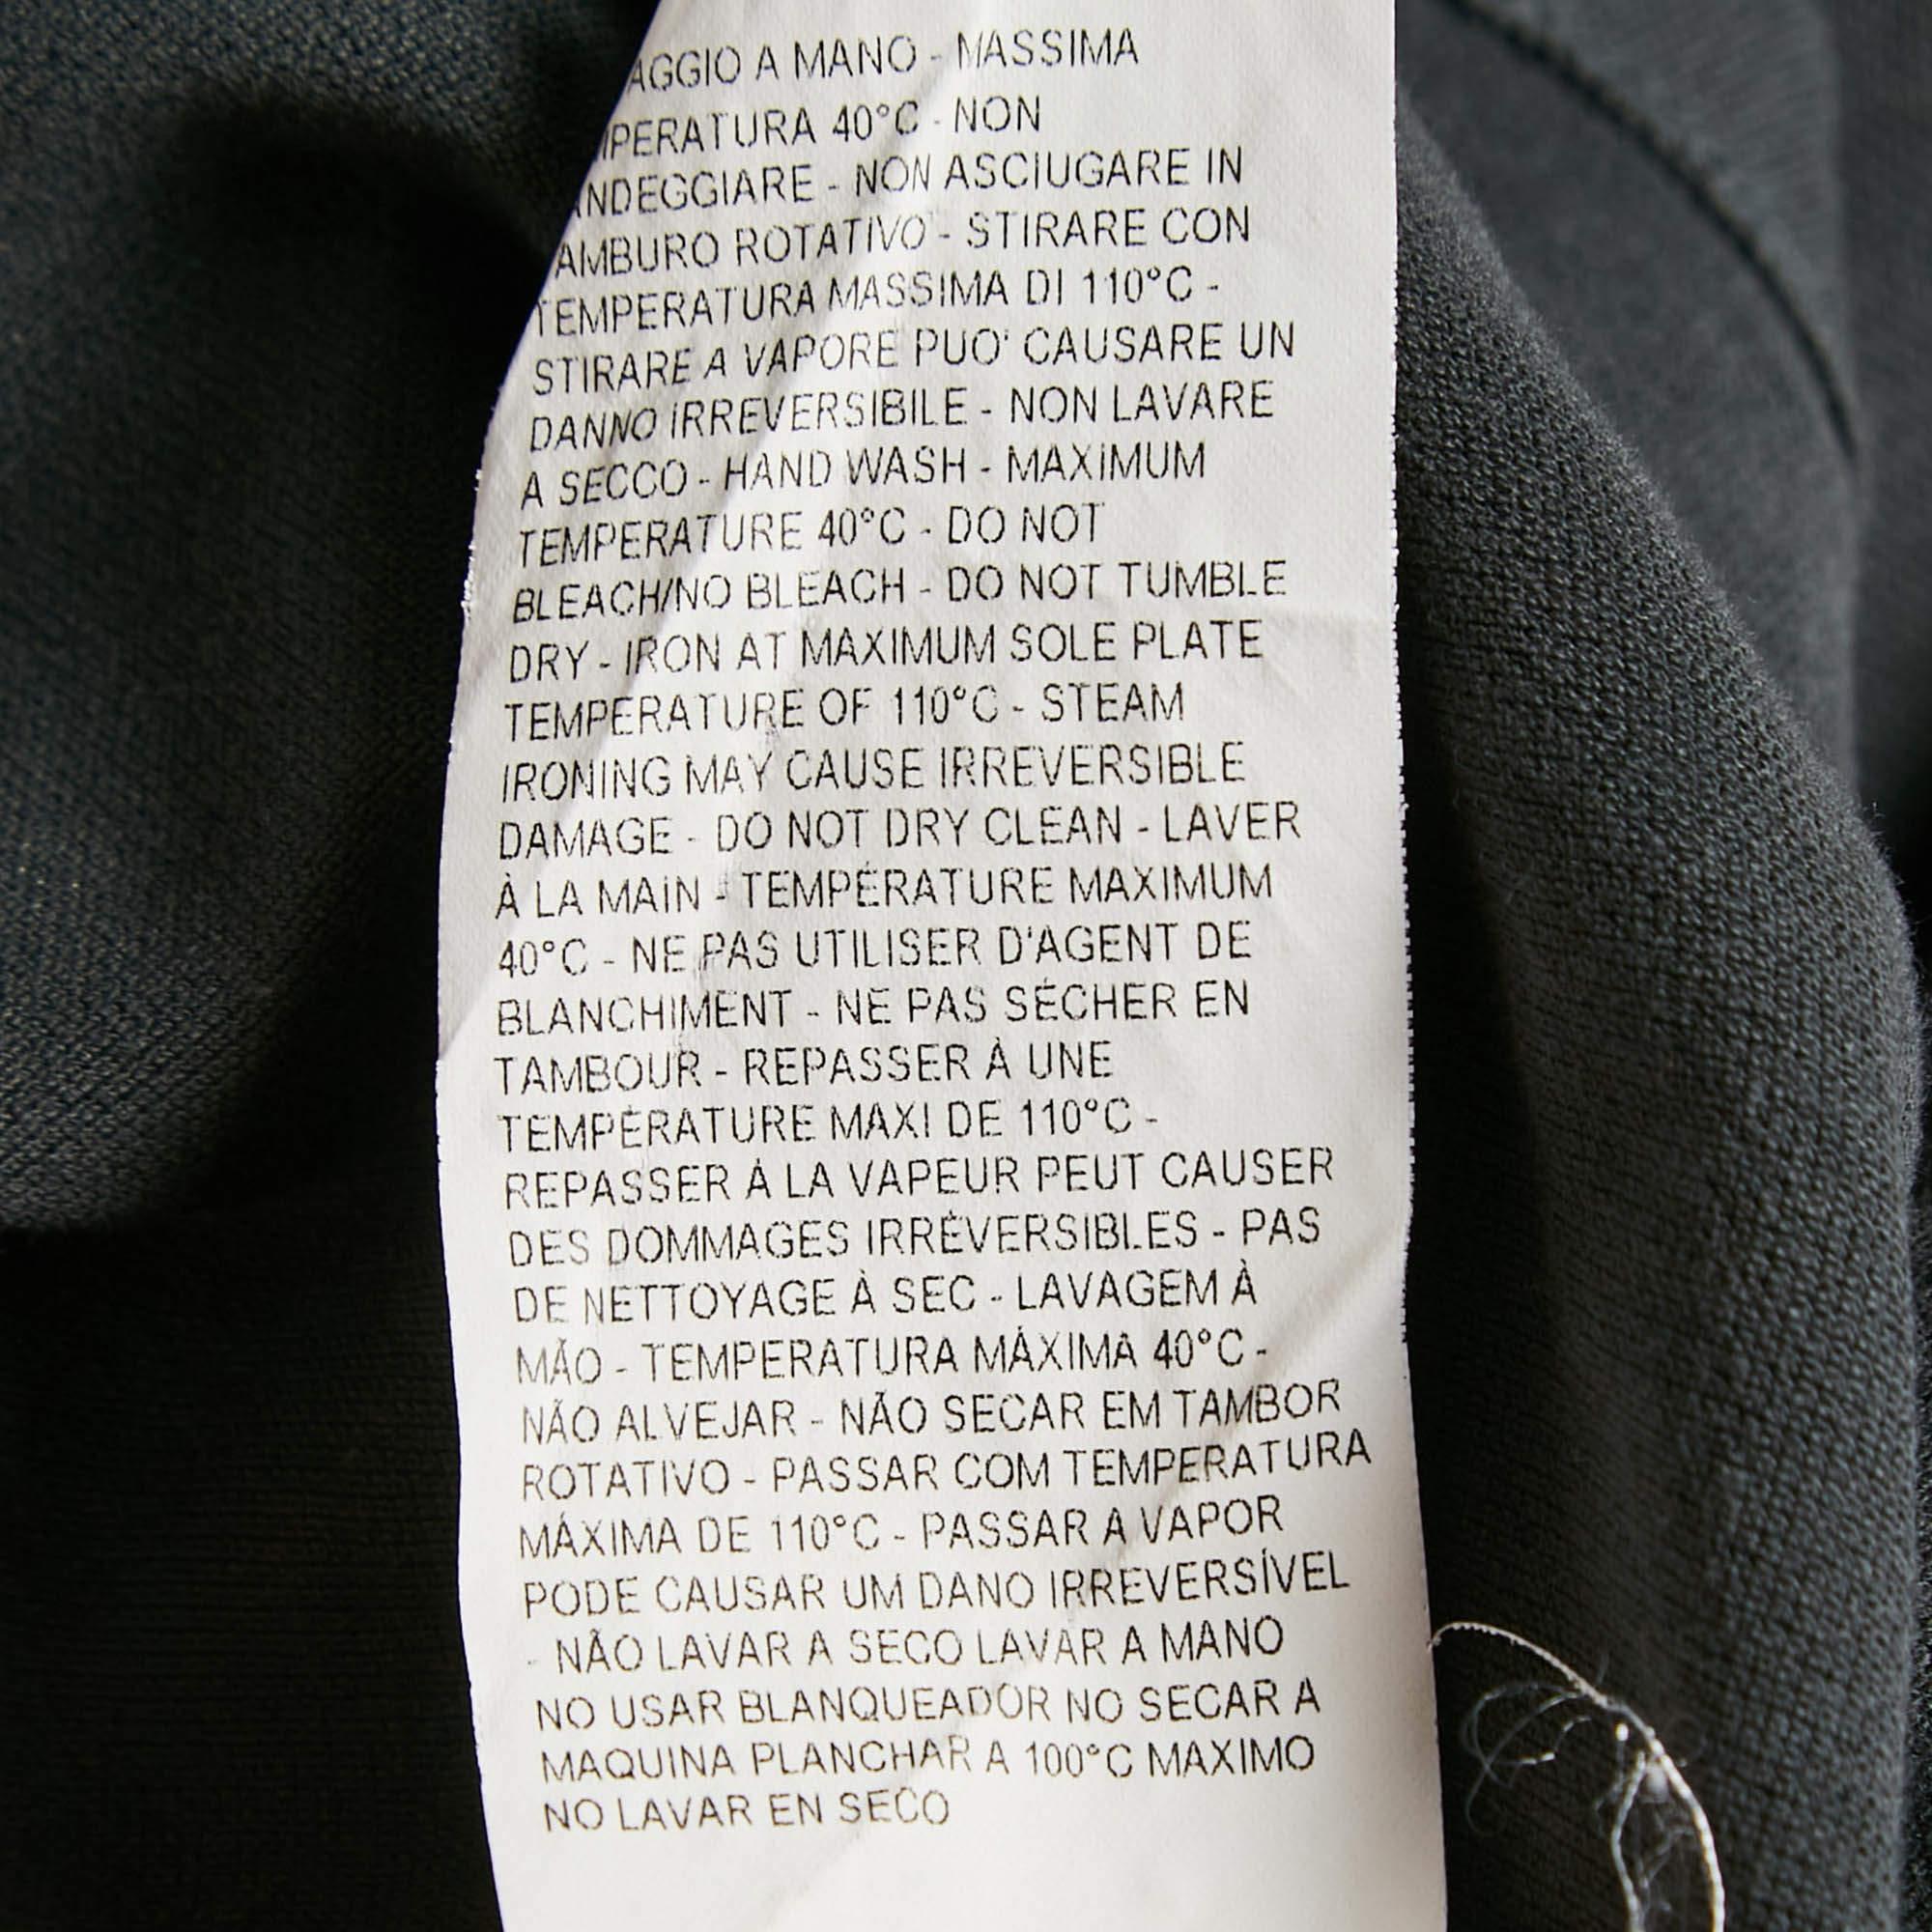 AGGIO A MANO - MASSIMA
PERATURA 40°C - NON
NDEGGIARE - NON ASCIUGARE IN
AMBURO ROTATIVO - STIRARE CON
TEMPERATURA MASSIMA DI 110°C -
STIRARE A VAPORE PUO' CAUSARE UN
DANNO IRREVERSIBILE - NON LAVARE
A SECCO - HAND WASH - MAXIMUM
TEMPERATURE 40°C - DO NOT
BLEACH/NO BLEACH - DO NOT TUMBLE
DRY - IRON AT MAXIMUM SOLE PLATE
TEMPERATURE OF 110°C - STEAM
IRONING MAY CAUSE IRREVERSIBLE
DAMAGE - DO NOT DRY CLEAN - LAVER
À LA MAIN - TEMPÉRATURE MAXIMUM
40°C - NE PAS UTILISER D'AGENT DE
BLANCHIMENT - NE PAS SÉCHER EN
TAMBOUR - REPASSER À UNE
TEMPÉRATURE MAXI DE 110°C -
REPASSER À LA VAPEUR PEUT CAUSER
DES DOMMAGES IRRÉVERSIBLES - PAS
DE NETTOYAGE À SEC - LAVAGEM À
MÃO - TEMPERATURA MÁXIMA 40°C -
NÃO ALVEJAR - NÃO SECAR EM TAMBOR
ROTATIVO - PASSAR COM TEMPERATURA
MÁXIMA DE 110°C - PASSAR A VAPOR
PODE CAUSAR UM DANO IRREVERSÍVEL
- NÃO LAVAR A SECO LAVAR A MANO
NO USAR BLANQUEADOR NO SECAR A
MAQUINA PLANCHAR A 100°C MAXIMO
NO LAVAR EN SECO